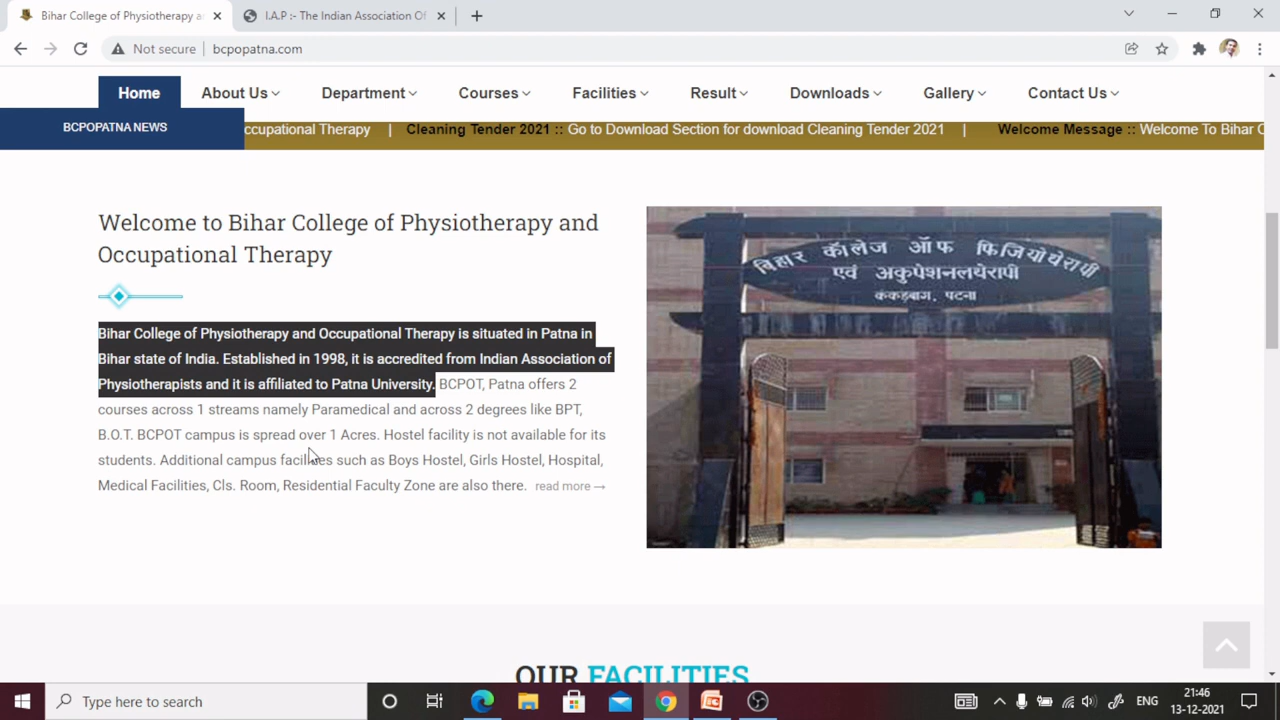 Bihar College of Physiotherapy a
I.A.P :- The Indian Association Of
Not secure
bcpopatna.com
Home
About Us
Department
Courses
Facilities
Result
Downloads
Gallery
Contact Us
BCPOPATNA NEWS
ccupational Therapy | Cleaning Tender 2021 :: Go to Download Section for download Cleaning Tender 2021 | Welcome Message :: Welcome To Bihar C
Welcome to Bihar College of Physiotherapy and
Occupational Therapy
Bihar College of Physiotherapy and Occupational Therapy is situated in Patna in
Bihar state of India. Established in 1998, it is accredited from Indian Association of
Physiotherapists and it is affiliated to Patna University. BCPOT, Patna offers 2
courses across 1 streams namely Paramedical and across 2 degrees like BPT,
B.O.T. BCPOT campus is spread over 1 Acres. Hostel facility is not available for its
students. Additional campus facilities such as Boys Hostel, Girls Hostel, Hospital,
Medical Facilities, Cls. Room, Residential Faculty Zone are also there. read more →
बिहार कॉलेज ऑफ फिजियोथेरापी
एवं अकुपेशनलथेरापी
कंकड़बाग, पटना
OUR FACILITIES
Type here to search
ENG
21:46
13-12-2021